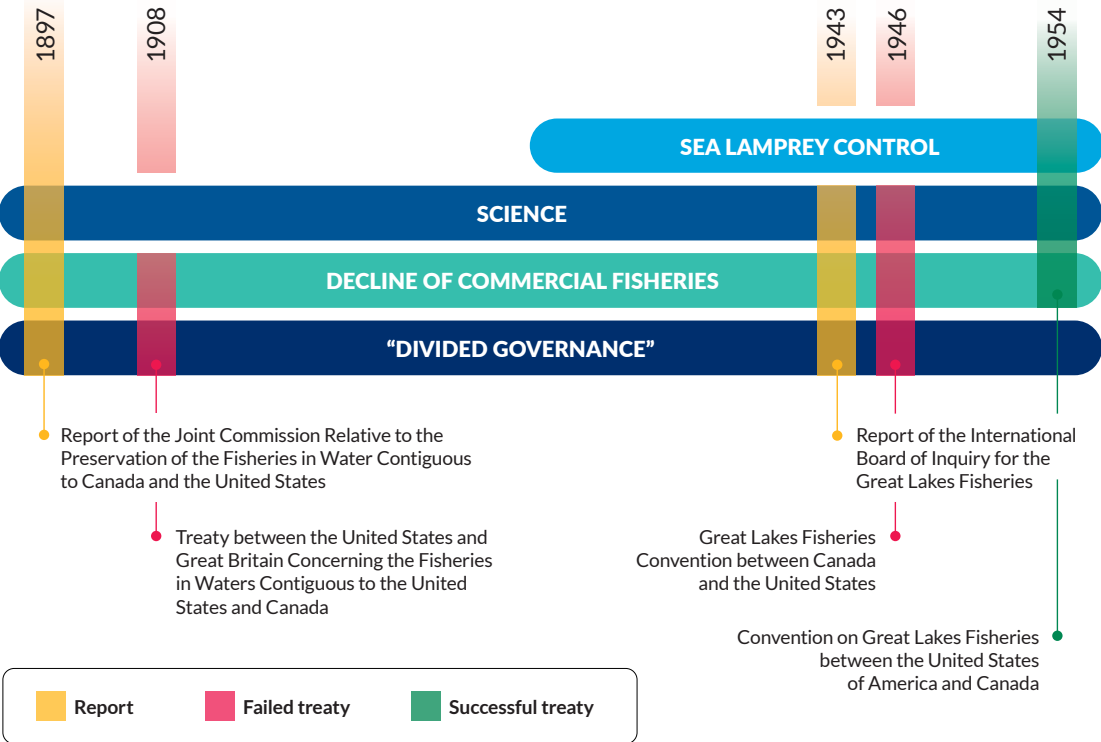 1897
1908
1943
1946
1954
SEA LAMPREY CONTROL
SCIENCE
DECLINE OF COMMERCIAL FISHERIES
“DIVIDED GOVERNANCE”
Report of the Joint Commission Relative to the
Preservation of the Fisheries in Water Contiguous
to Canada and the United States
Report of the International
Board of Inquiry for the
Great Lakes Fisheries
Treaty between the United States and
Great Britain Concerning the Fisheries
in Waters Contiguous to the United
States and Canada
Great Lakes Fisheries
Convention between Canada
and the United States
Convention on Great Lakes Fisheries
between the United States
of America and Canada
Report
Failed treaty
Successful treaty